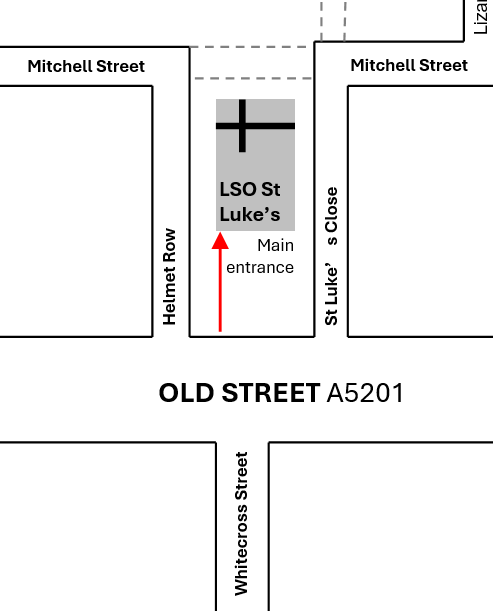 Mitchell Street
Mitchell Street
LSO St
Luke's
Main
entrance
Helmet Row
St Luke' s Close
OLD STREET A5201
Whitecross Street